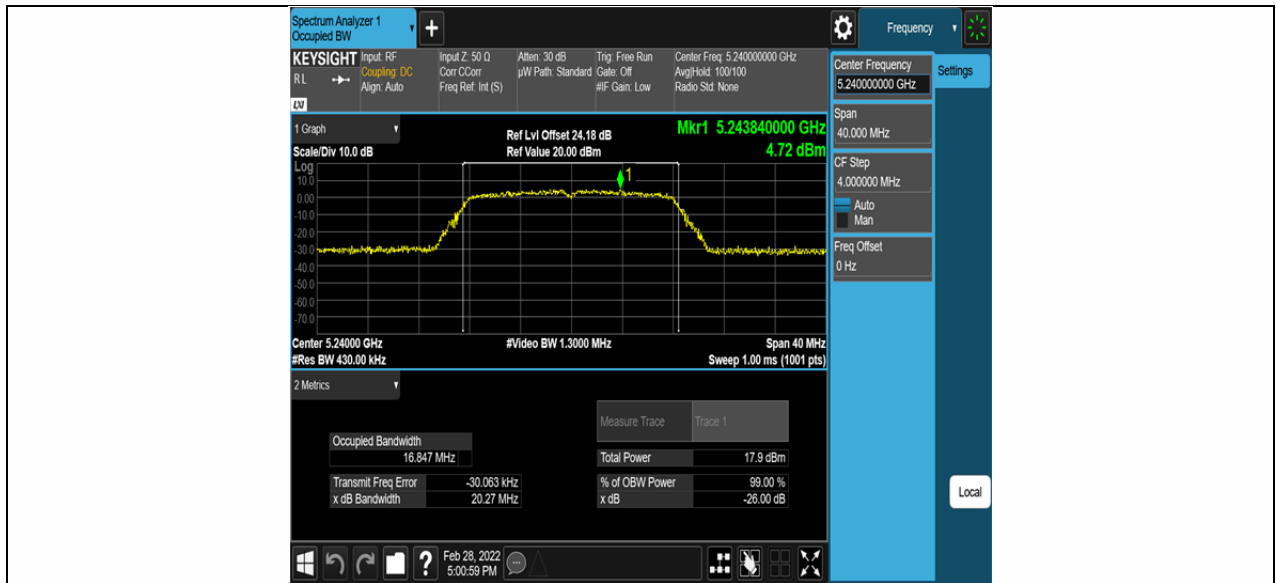 Spectrum Analyzer 1
Occupied BW
+
Frequency
KEYSIGHT
RL
LXI
Input: RF
Coupling: DC
Align: Auto
Input Z: 50 Ω
Corr CCorr
Freq Ref: Int (S)
Atten: 30 dB
µW Path: Standard
Trig: Free Run
Gate: Off
#IF Gain: Low
Center Freq: 5.240000000 GHz
Avg|Hold: 100/100
Radio Std: None
Center Frequency
5.240000000 GHz
Settings
Span
40.000 MHz
CF Step
4.000000 MHz
Auto
Man
Freq Offset
0 Hz
Local
1 Graph
Scale/Div 10.0 dB
Ref Lvl Offset 24.18 dB
Ref Value 20.00 dBm
Mkr1 5.243840000 GHz
4.72 dBm
Log
10.0
0.00
-10.0
-20.0
-30.0
-40.0
-50.0
-60.0
-70.0
1
Center 5.24000 GHz
#Video BW 1.3000 MHz
Span 40 MHz
#Res BW 430.00 kHz
Sweep 1.00 ms (1001 pts)
2 Metrics
Measure Trace Trace 1
Occupied Bandwidth
16.847 MHz
Total Power 17.9 dBm
Transmit Freq Error -30.063 kHz
% of OBW Power 99.00 %
x dB Bandwidth 20.27 MHz
x dB -26.00 dB
?
Feb 28, 2022
5:00:59 PM